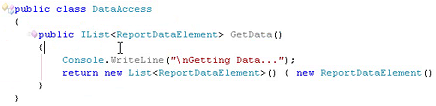 public class DataAccess
{
public IList<ReportDataElement> GetData()
{
Console.WriteLine("\nGetting Data...");
return new List<ReportDataElement>() { new ReportDataElement()
}
}